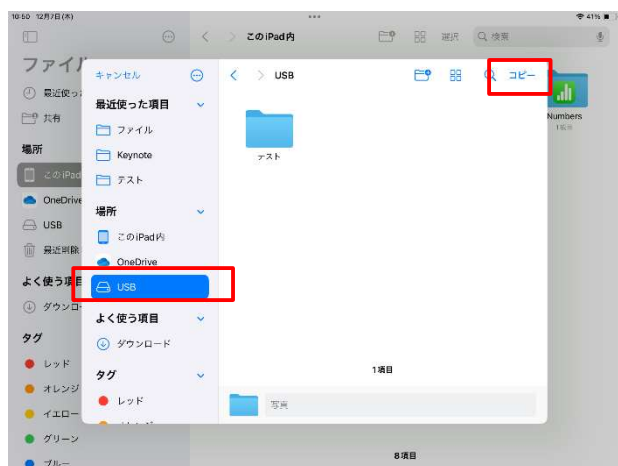 10:50 12月7日(木)
41%
このiPad内
選択
検索
ファイル
最近使った
共有
場所
このiPad
OneDrive
USB
最近削除
よく使う項目
ダウンロー
タグ
レッド
オレンジ
イエロー
グリーン
ブルー
キャンセル
最近使った項目
ファイル
Keynote
テスト
場所
このiPad内
OneDrive
USB
よく使う項目
ダウンロード
タグ
レッド
USB
コピー
テスト
1項目
写真
Numbers
8項目